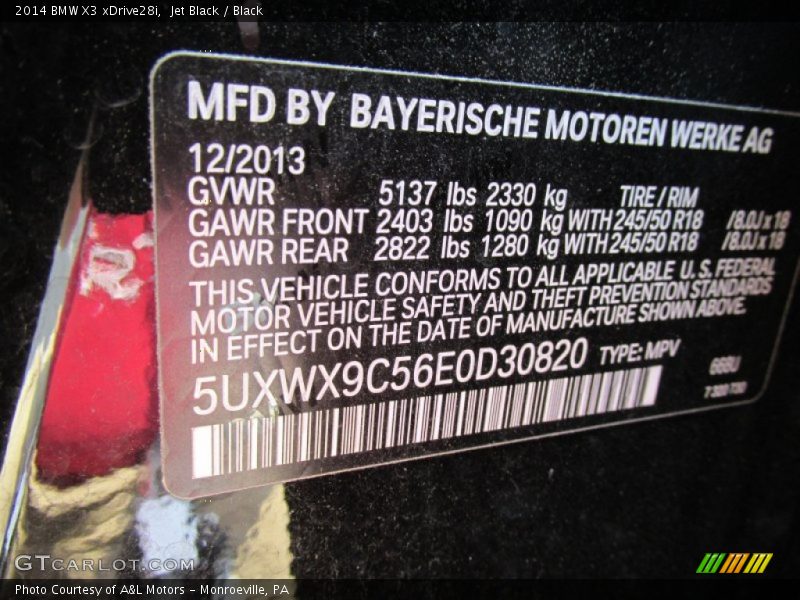 2014 BMW X3 xDrive28i, Jet Black / Black
MFD BY BAYERISCHE MOTOREN WERKE AG
12/2013
GVWR 5137 lbs 2330 kg TIRE / RIM
GAWR FRONT 2403 lbs 1090 kg WITH 245/50 R18 /8.0J x 18
GAWR REAR 2822 lbs 1280 kg WITH 245/50 R18 /8.0J x 18
THIS VEHICLE CONFORMS TO ALL APPLICABLE U.S. FEDERAL
MOTOR VEHICLE SAFETY AND THEFT PREVENTION STANDARDS
IN EFFECT ON THE DATE OF MANUFACTURE SHOWN ABOVE.
5UXWX9C56E0D30820 TYPE: MPV
GTCARLOT.COM
Photo Courtesy of A&L Motors - Monroeville, PA